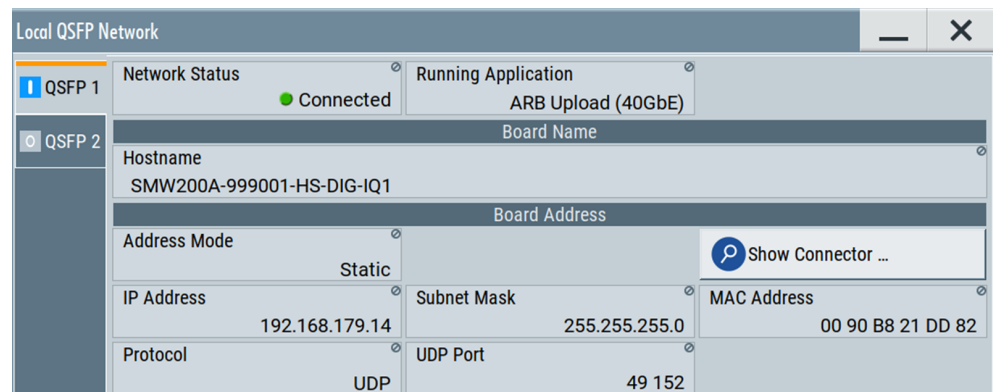 Local QSFP Network
QSFP 1
Network Status
Running Application
Connected
ARB Upload (40GbE)
QSFP 2
Board Name
Hostname
SMW200A-999001-HS-DIG-IQ1
Board Address
Address Mode
Static
Show Connector ...
IP Address
Subnet Mask
MAC Address
192.168.179.14
255.255.255.0
00 90 B8 21 DD 82
Protocol
UDP Port
UDP
49 152